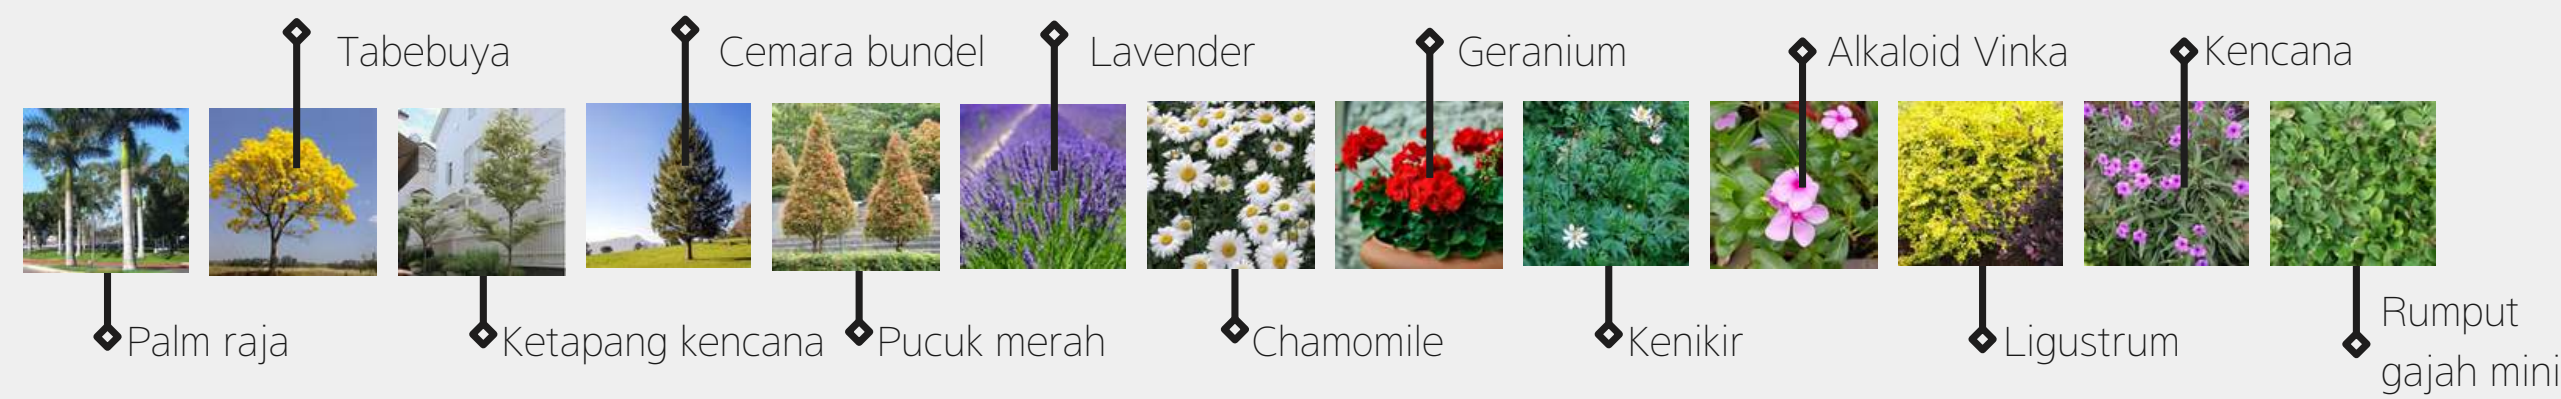 Tabebuya
Cemara bundel
Lavender
Geranium
Alkaloid Vinka
Kencana
Palm raja
Ketapang kencana
Pucuk merah
Chamomile
Kenikir
Ligustrum
Rumput
gajah mini